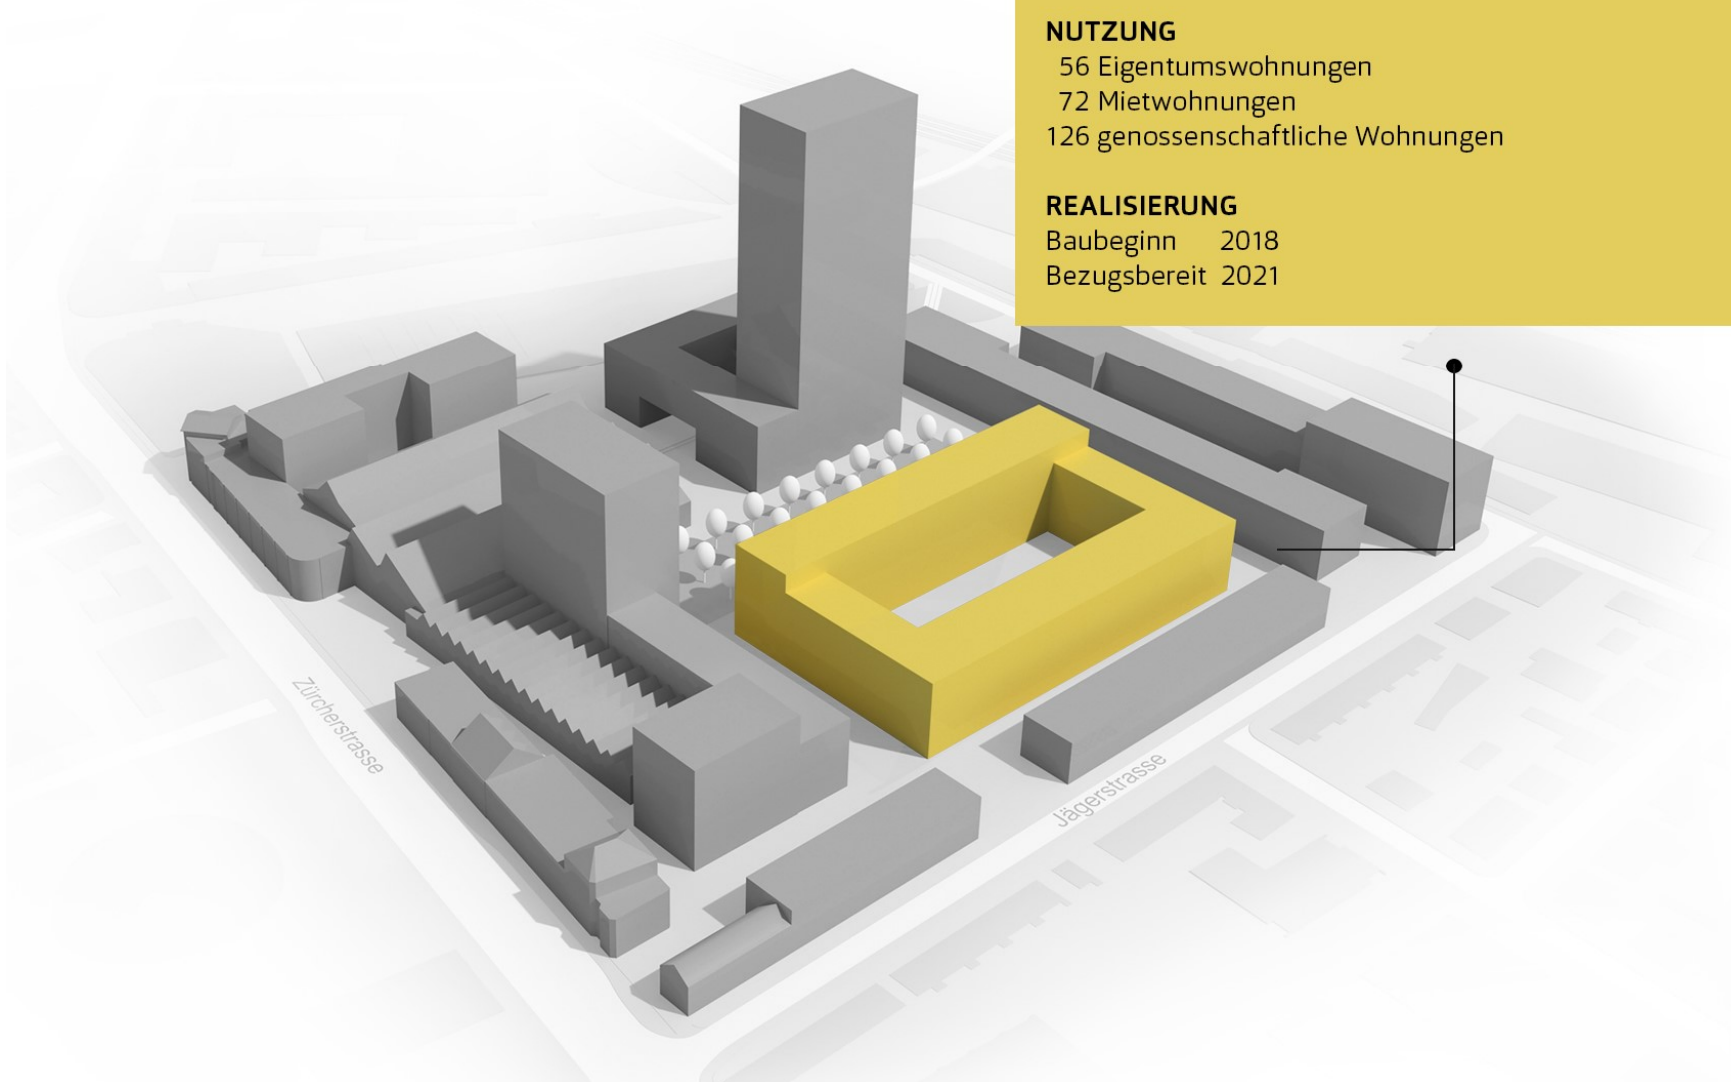 NUTZUNG
56 Eigentumswohnungen
72 Mietwohnungen
126 genossenschaftliche Wohnungen
REALISIERUNG
Baubeginn 2018
Bezugsbereit 2021
Zürcherstrasse
Jägerstrasse